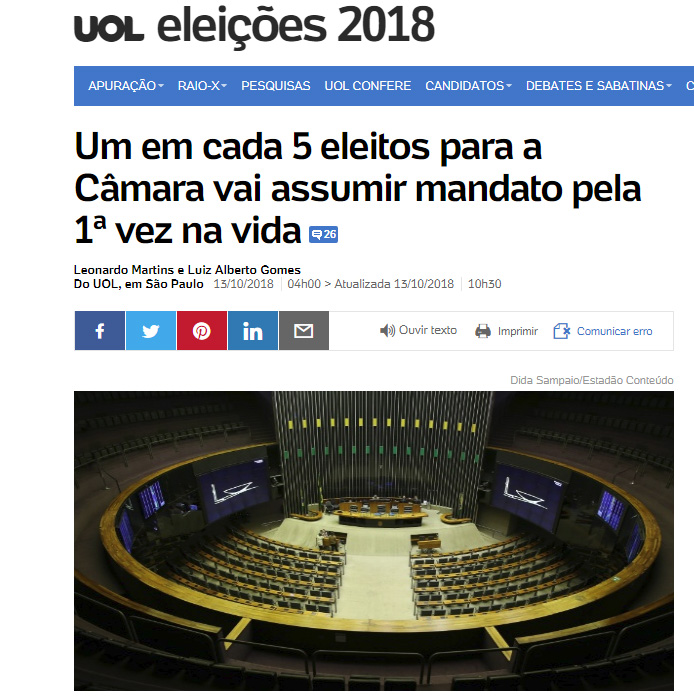 UOL eleições 2018
APURAÇÃO RAIO-X PESQUISAS UOL CONFERE CANDIDATOS DEBATES E SABATINAS C
Um em cada 5 eleitos para a
Câmara vai assumir mandato pela
1ª vez na vida 26
Leonardo Martins e Luiz Alberto Gomes
Do UOL, em São Paulo 13/10/2018 04h00 > Atualizada 13/10/2018 10h30
f in Ouvir texto Imprimir Comunicar erro
Dida Sampaio/Estadão Conteúdo